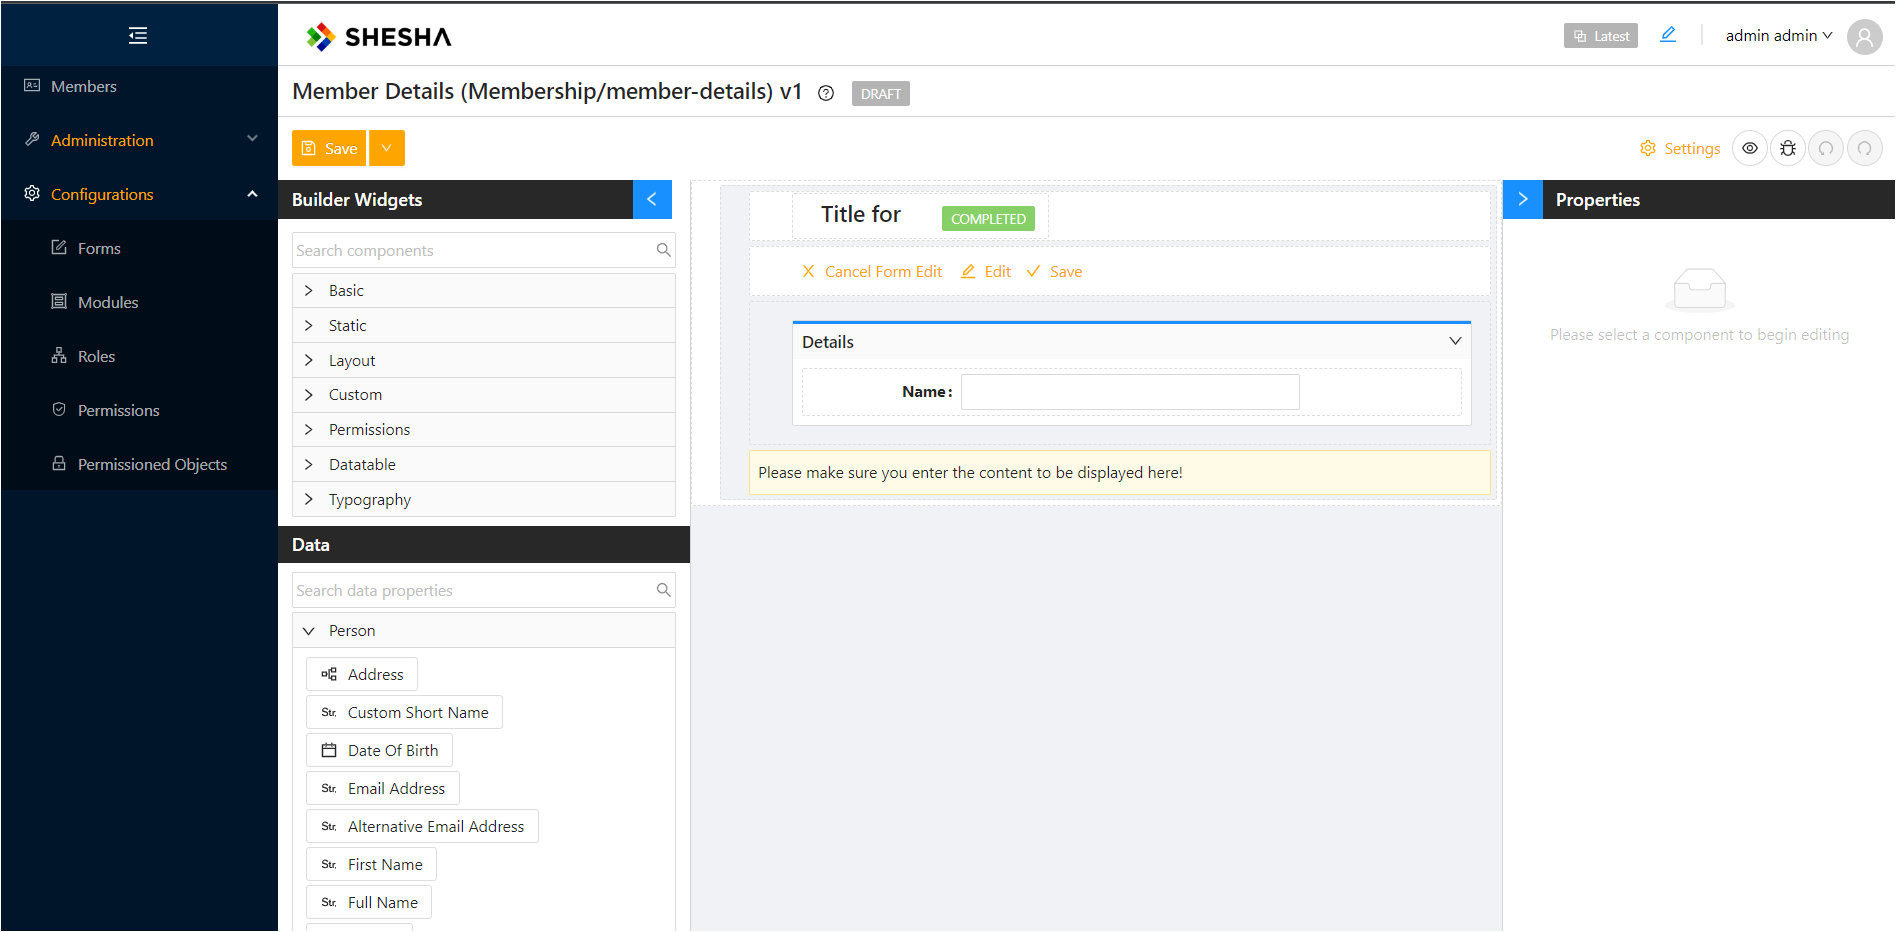 SHESHA
Latest
admin admin
Members
Administration
Configurations
Forms
Modules
Roles
Permissions
Permissioned Objects
Member Details (Membership/member-details) v1
DRAFT
Save
Settings
Builder Widgets
Search components
Basic
Static
Layout
Custom
Permissions
Datatable
Typography
Data
Search data properties
Person
Address
Str. Custom Short Name
Date Of Birth
Str. Email Address
Str. Alternative Email Address
Str. First Name
Str. Full Name
Title for COMPLETED
Cancel Form Edit Edit Save
Details
Name:
Please make sure you enter the content to be displayed here!
Properties
Please select a component to begin editing